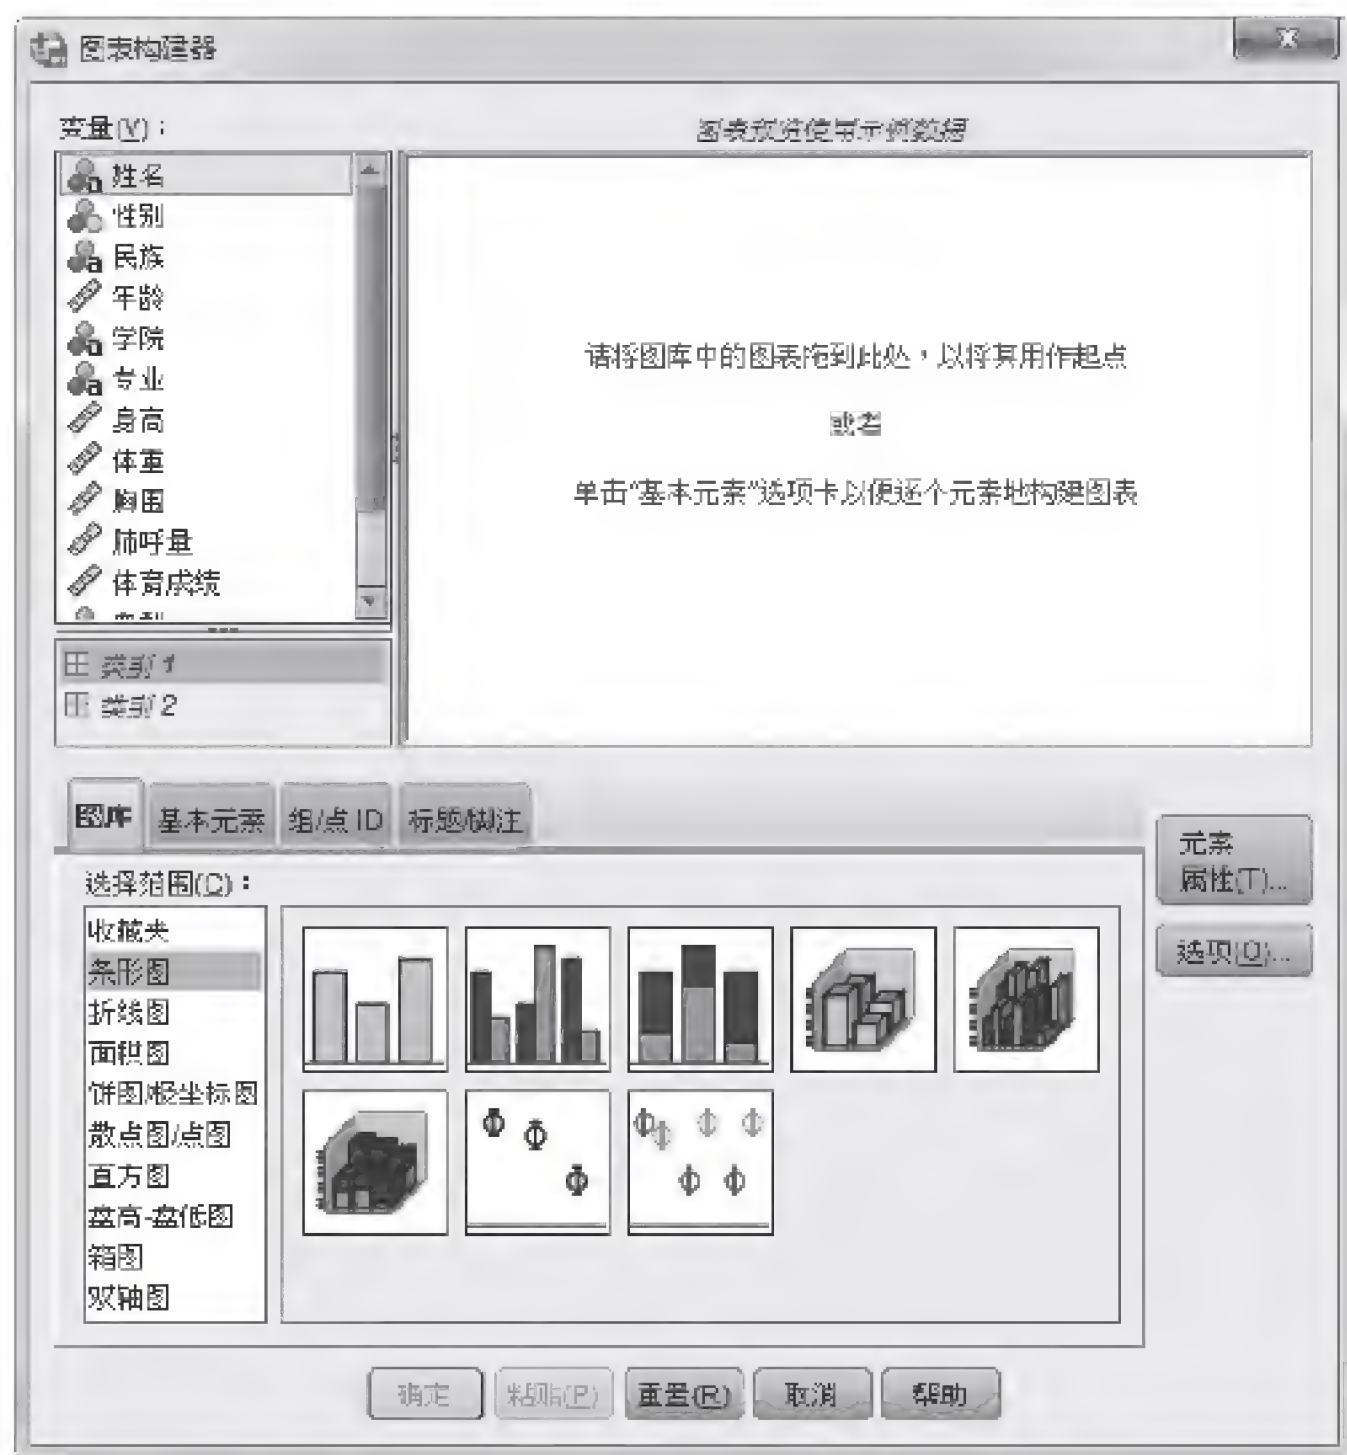 图表构建器
变量(V)：
图表预览使用示例数据
姓名
性别
民族
年龄
学院
专业
身高
体重
胸围
肺呼量
体育成绩
请将图库中的图表拖到此处，以将其用作起点
或者
单击“基本元素”选项卡以便逐个元素地构建图表
类别 1
类别 2
图库 基本元素 组/点 ID 标题/脚注
元素
属性(T)...
选项(O)...
选择范围(C)：
收藏夹
条形图
折线图
面积图
饼图/极坐标图
散点图/点图
直方图
盘高-盘低图
箱图
双轴图
确定 粘贴(P) 重置(R) 取消 帮助